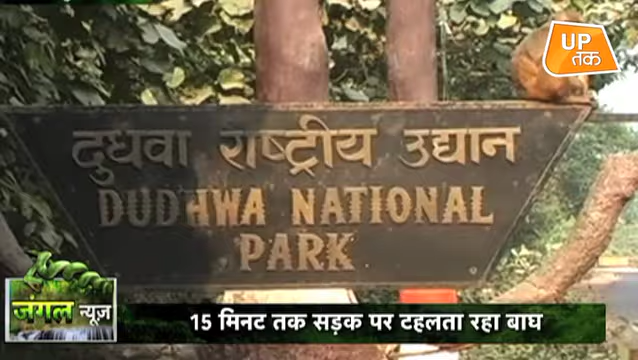 UP
तक
दुधवा राष्ट्रीय उद्यान
DUDHWA NATIONAL
PARK
जंगल न्यूज़
15 मिनट तक सड़क पर टहलता रहा बाघ